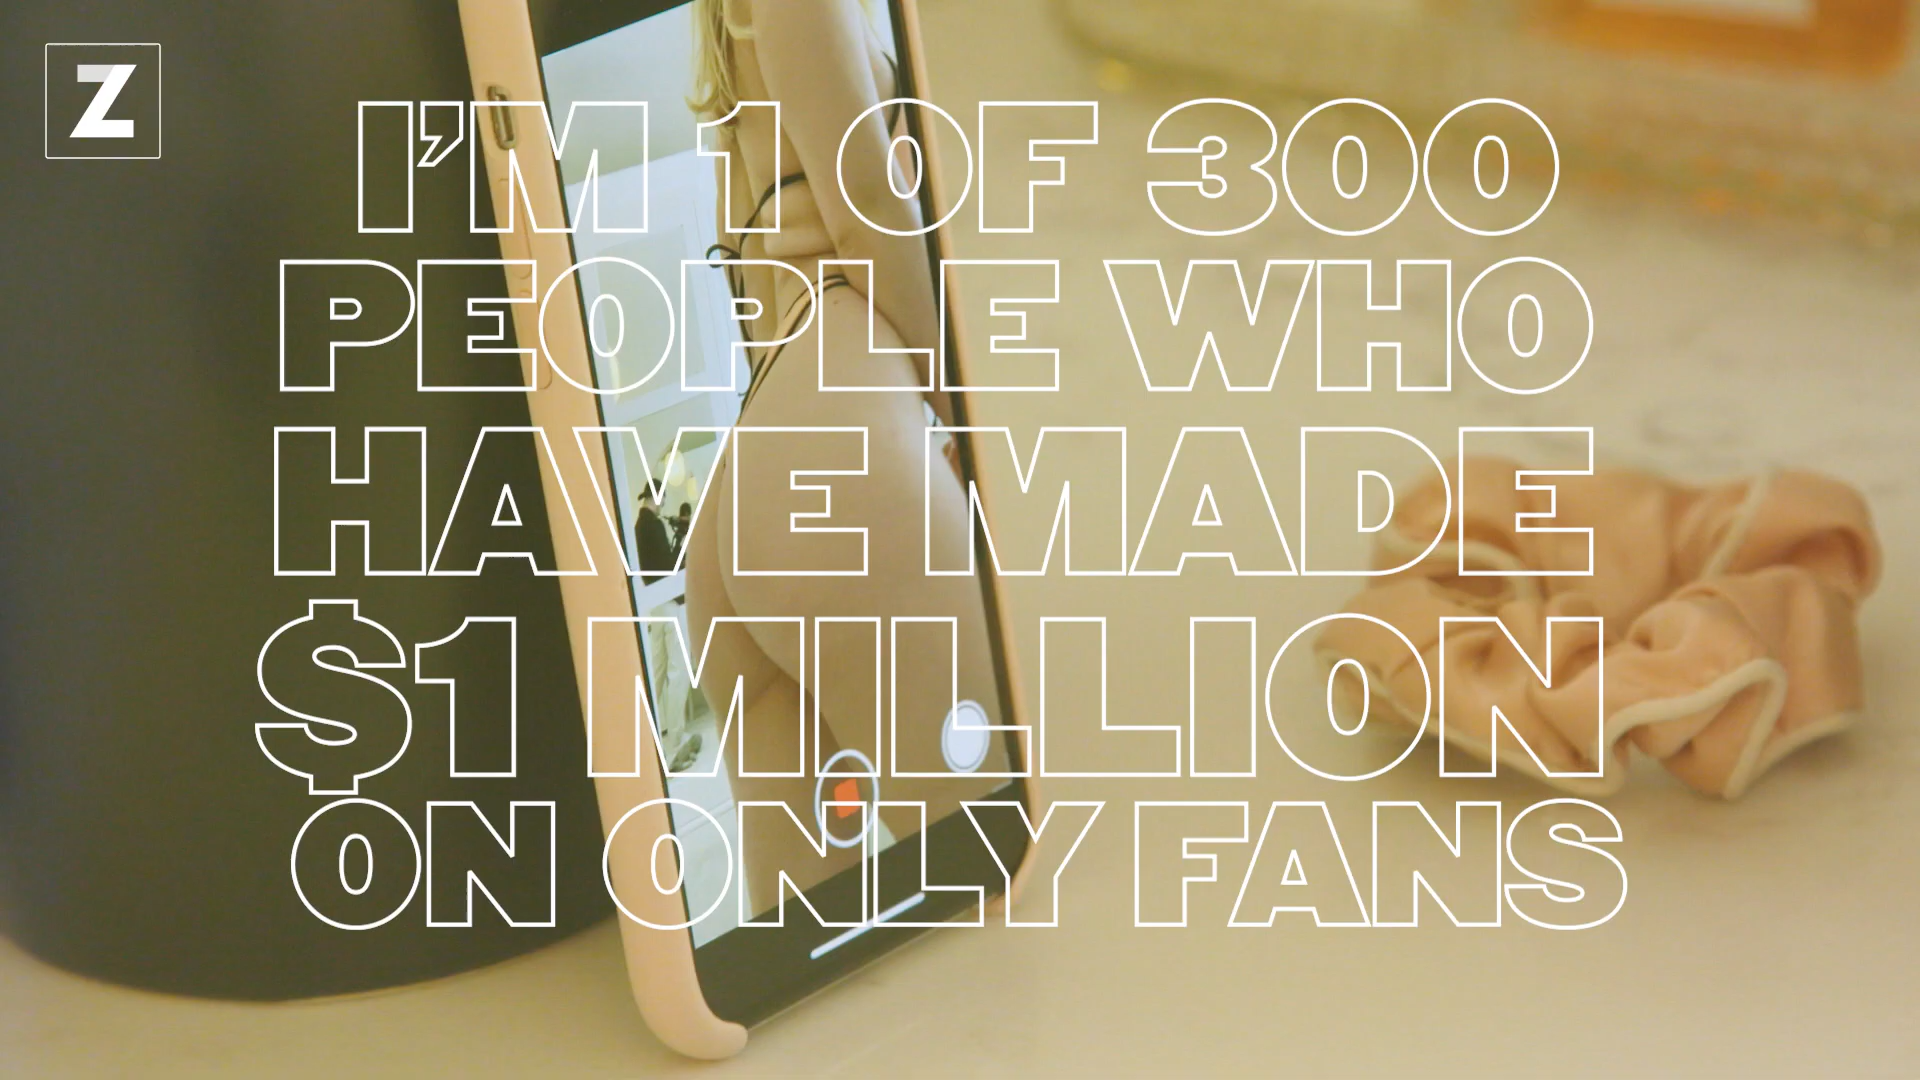 Z
I'M 1 OF 300
PEOPLE WHO
HAVE MADE
$1 MILLION
ON ONLY FANS